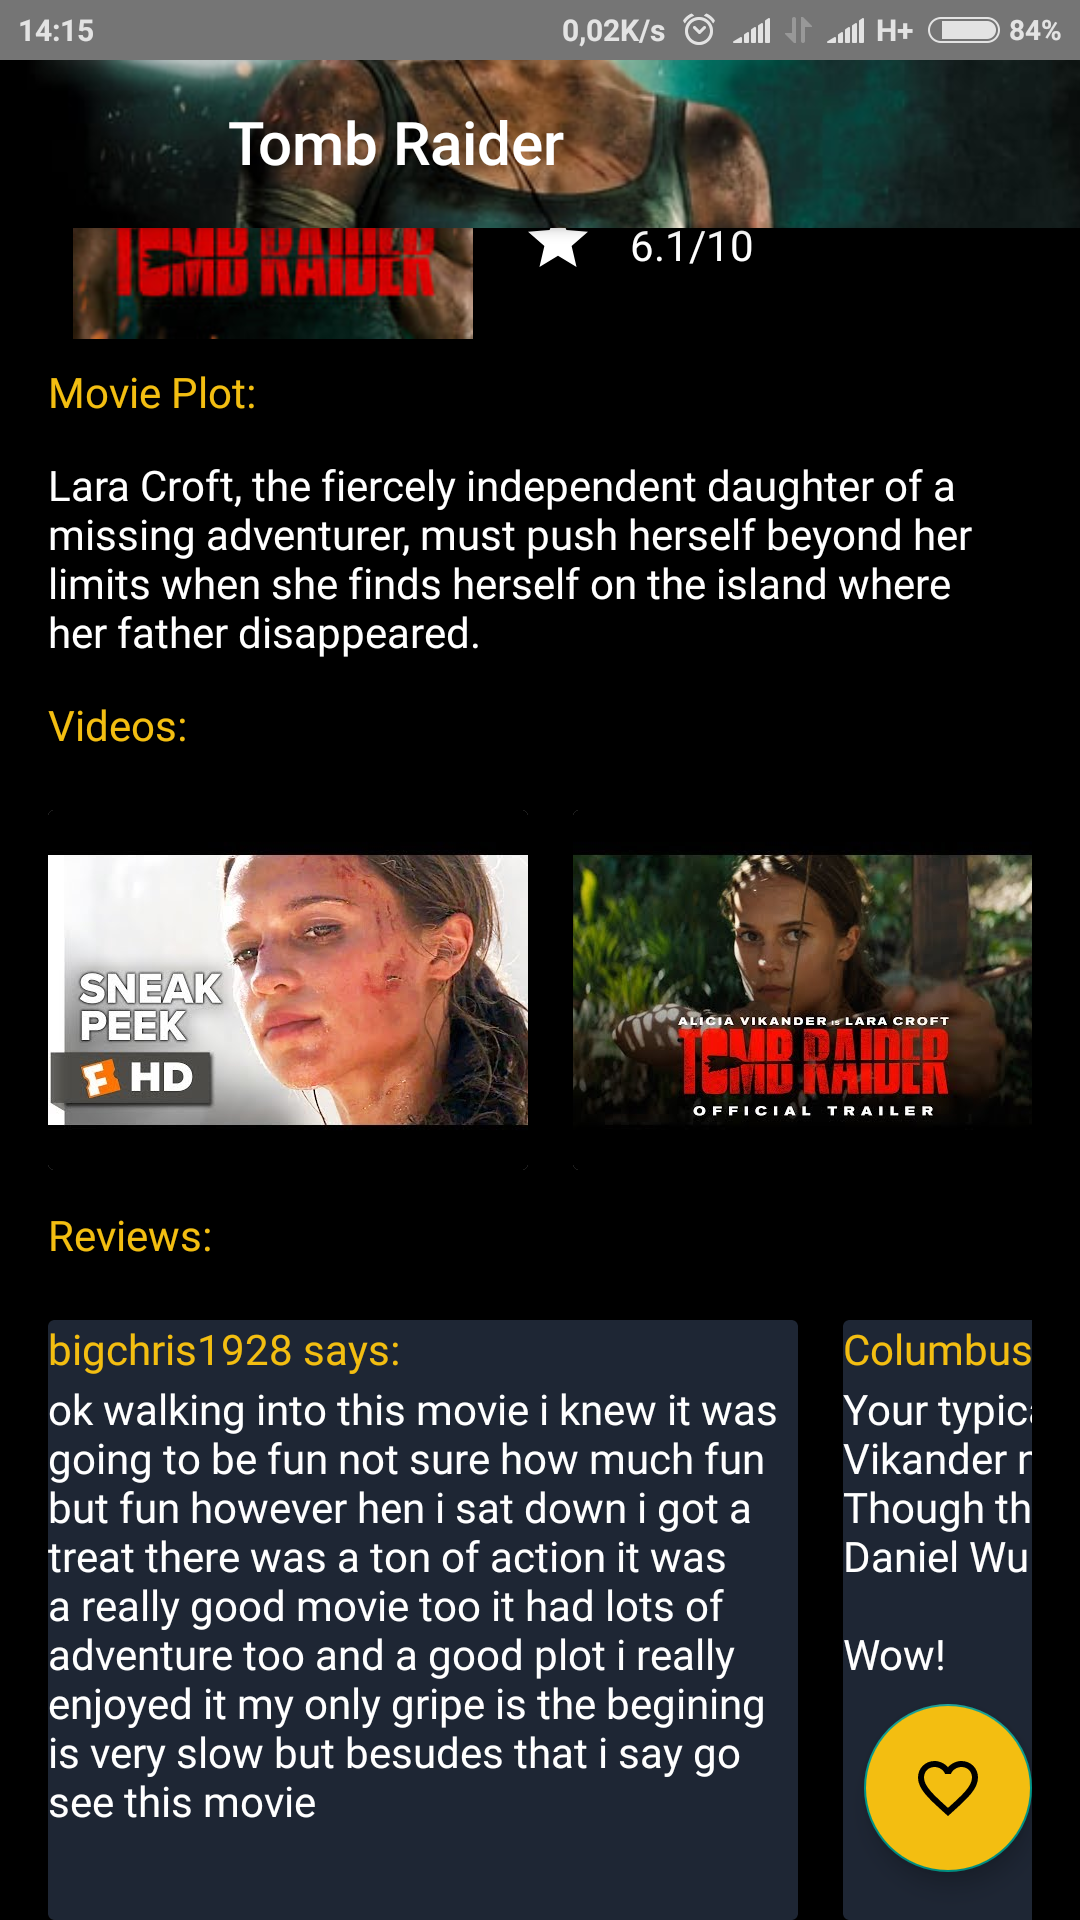 14:15 0,02K/s H+ 84%
Tomb Raider
TOMB RAIDER
6.1/10
Movie Plot:
Lara Croft, the fiercely independent daughter of a
missing adventurer, must push herself beyond her
limits when she finds herself on the island where
her father disappeared.
Videos:
SNEAK
PEEK
F HD
ALICIA VIKANDER is LARA CROFT
TOMB RAIDER
OFFICIAL TRAILER
Reviews:
bigchris1928 says:
ok walking into this movie i knew it was
going to be fun not sure how much fun
but fun however hen i sat down i got a
treat there was a ton of action it was
a really good movie too it had lots of
adventure too and a good plot i really
enjoyed it my only gripe is the begining
is very slow but besudes that i say go
see this movie
Columbus
Your
Vikander
Though
Daniel Wu
Wow!